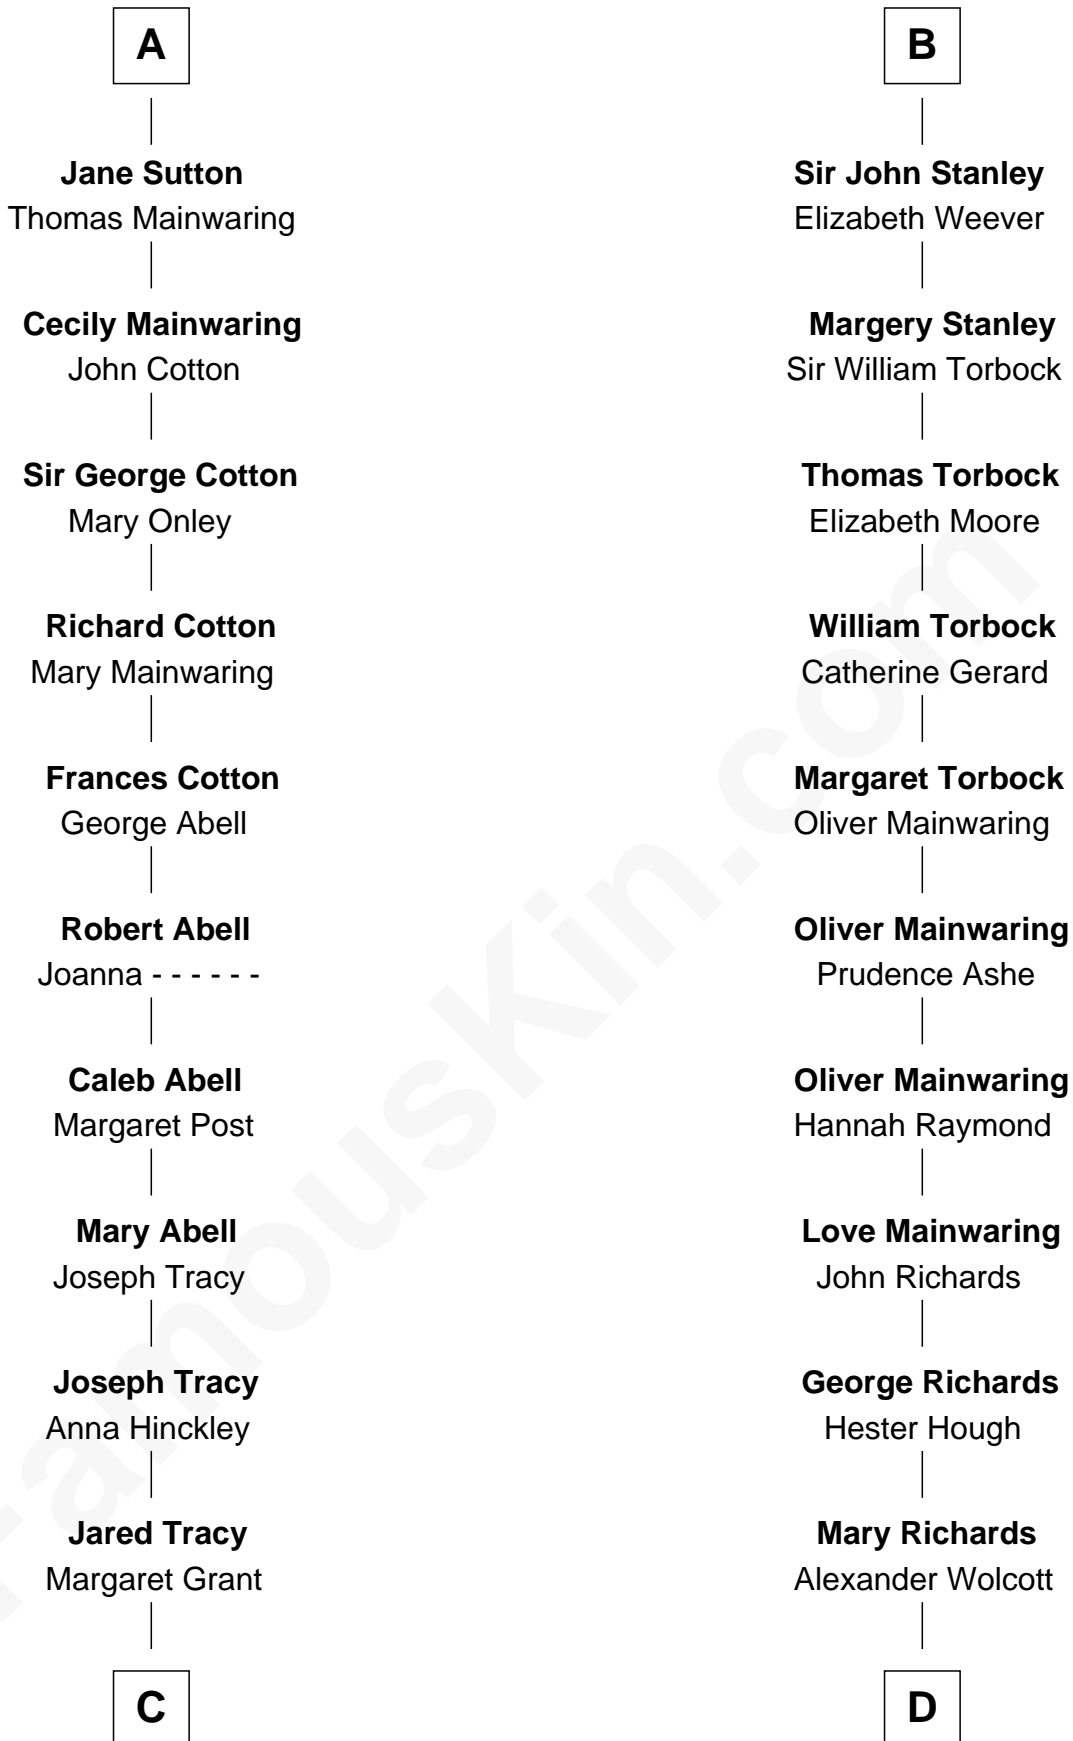 A
Jane Sutton
Thomas Mainwaring
Cecily Mainwaring
John Cotton
Sir George Cotton
Mary Onley
Richard Cotton
Mary Mainwaring
Frances Cotton
George Abell
Robert Abell
Joanna - - - - - -
Caleb Abell
Margaret Post
Mary Abell
Joseph Tracy
Joseph Tracy
Anna Hinckley
Jared Tracy
Margaret Grant
C
B
Sir John Stanley
Elizabeth Weever
Margery Stanley
Sir William Torbock
Thomas Torbock
Elizabeth Moore
William Torbock
Catherine Gerard
Margaret Torbock
Oliver Mainwaring
Oliver Mainwaring
Prudence Ashe
Oliver Mainwaring
Hannah Raymond
Love Mainwaring
John Richards
George Richards
Hester Hough
Mary Richards
Alexander Wolcott
D
FamousKin.com